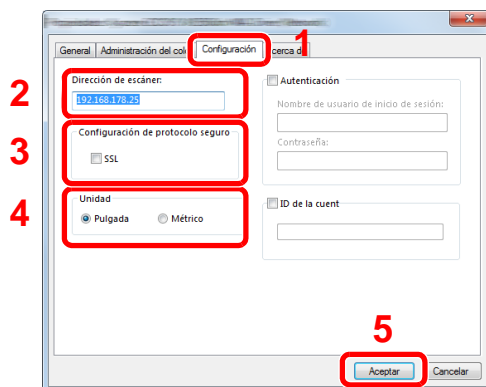 1
General Administración del colo Configuración cerca de
2
Dirección de escáner:
192.168.178.25
3
Configuración de protocolo seguro
SSL
4
Unidad
Pulgada Métrico
Autenticación
Nombre de usuario de inicio de sesión:
Contraseña:
ID de la cuent
5
Aceptar Cancelar